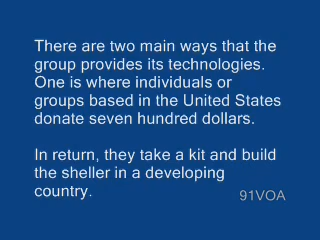 There are two main ways that the
group provides its technologies.
One is where individuals or
groups based in the United States
donate seven hundred dollars.
In return, they take a kit and build
the sheller in a developing
country.
91VOA